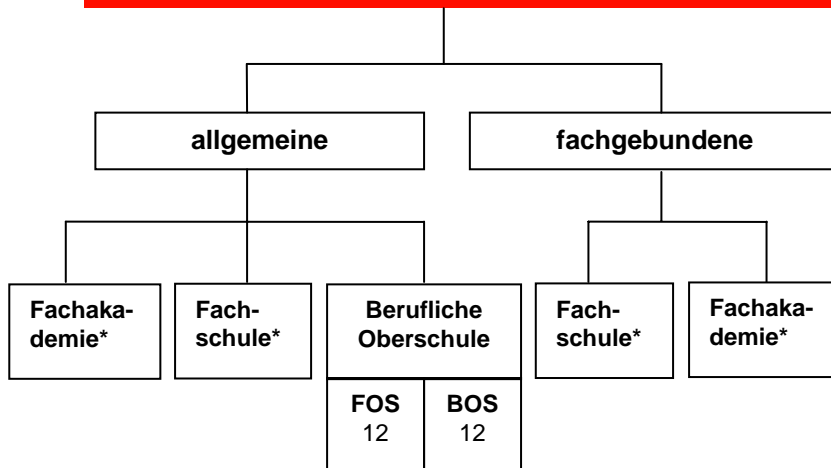 allgemeine
fachgebundene
Fachaka-
demie*
Fach-
schule*
Berufliche
Oberschule
FOS
12
BOS
12
Fach-
schule*
Fachaka-
demie*